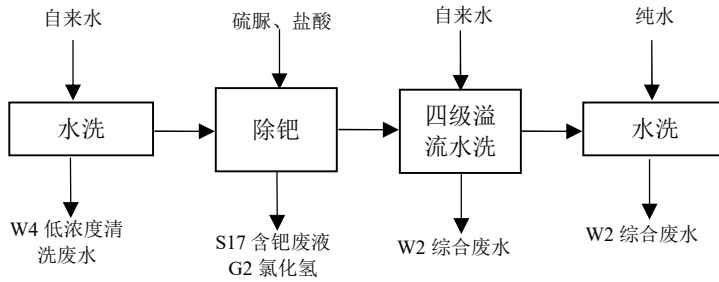 自来水
硫脲、盐酸
自来水
纯水
水洗
除钯
四级溢
流水洗
水洗
W4 低浓度清
洗废水
S17 含钯废液
G2 氯化氢
W2 综合废水
W2 综合废水